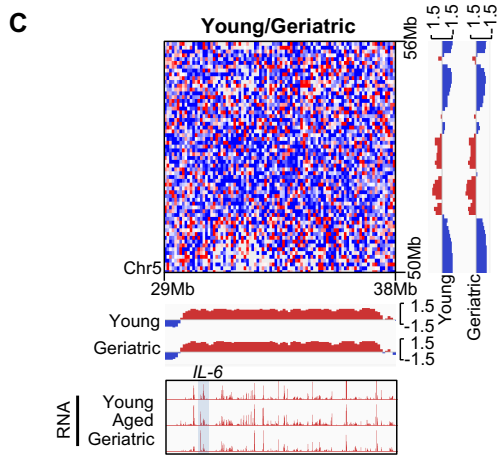 C
Young/Geriatric
56Mb
50Mb
Chr5
29Mb
38Mb
1.5
-1.5
1.5
-1.5
Young
Geriatric
Young
1.5
-1.5
Geriatric
1.5
-1.5
IL-6
RNA
Young
Aged
Geriatric